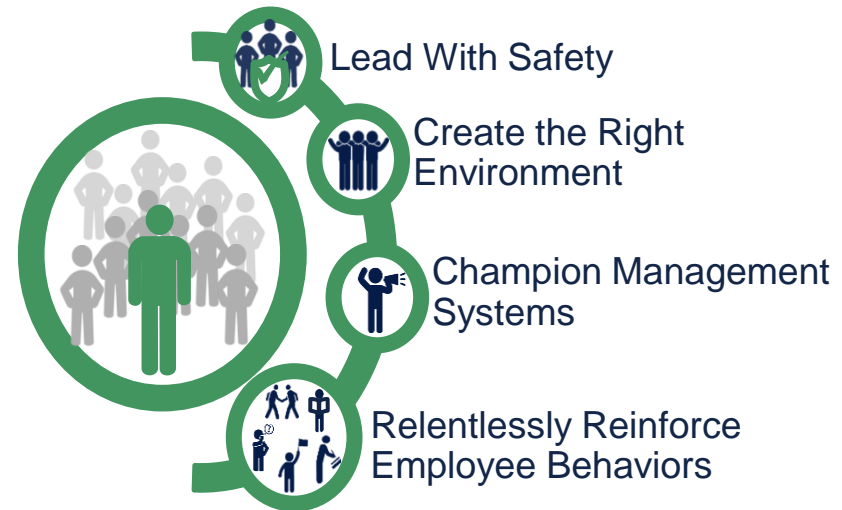 Lead With Safety
Create the Right
Environment
Champion Management
Systems
Relentlessly Reinforce
Employee Behaviors